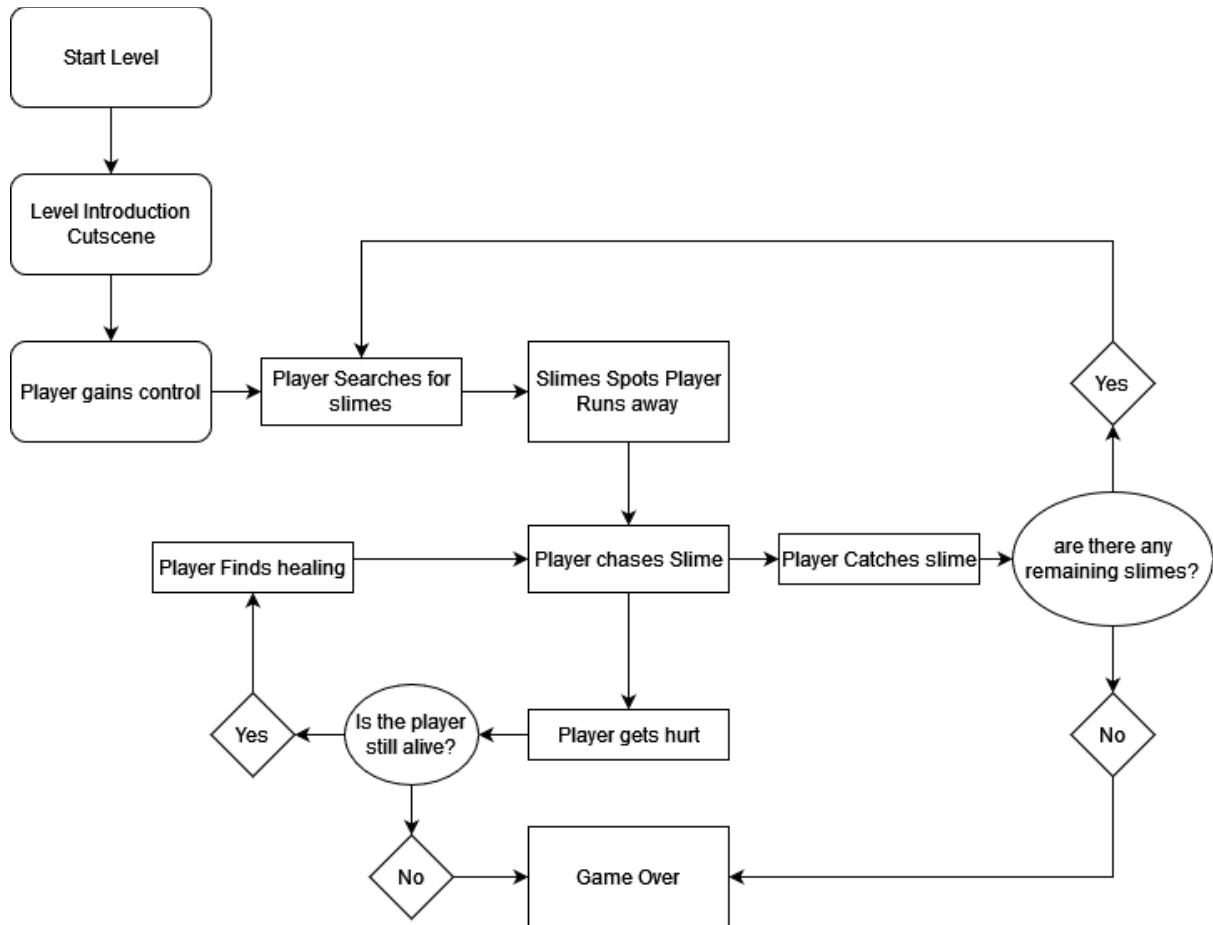 Start Level
Level Introduction
Cutscene
Player gains control
Player Searches for
slimes
Slimes Spots Player
Runs away
Yes
Player Finds healing
Player chases Slime
Player Catches slime
are there any
remaining slimes?
Yes
Is the player
still alive?
Player gets hurt
No
No
Game Over